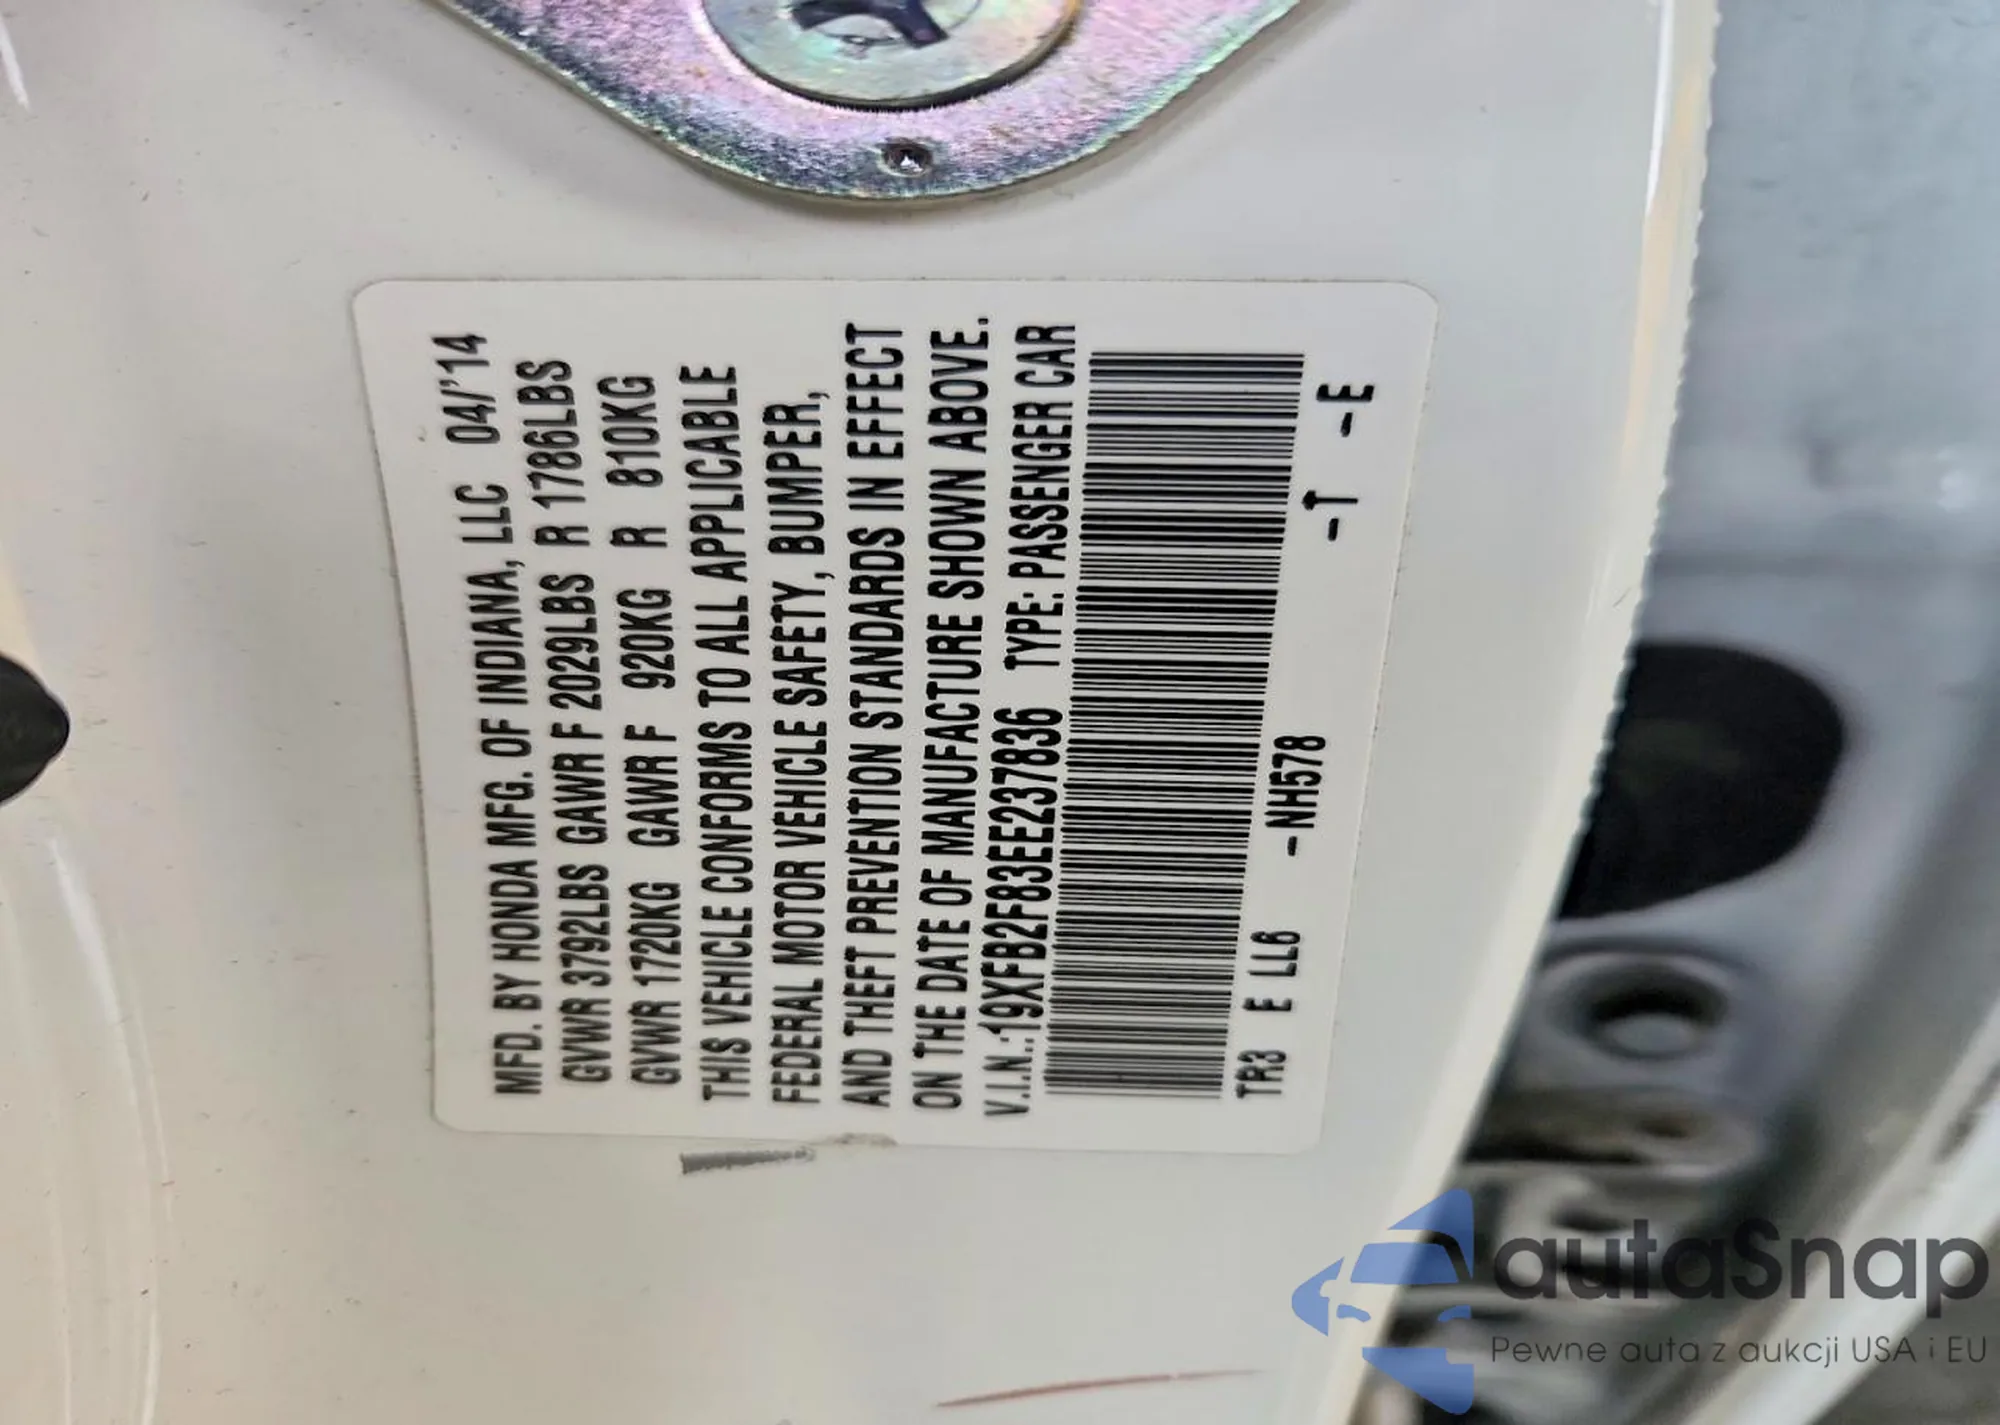 MFD. BY HONDA MFG. OF INDIANA, LLC 04/'14
GVWR 3792LBS GAWR F 2029LBS R 1786LBS
GVWR 1720KG GAWR F 920KG R 810KG
THIS VEHICLE CONFORMS TO ALL APPLICABLE
FEDERAL MOTOR VEHICLE SAFETY, BUMPER,
AND THEFT PREVENTION STANDARDS IN EFFECT
ON THE DATE OF MANUFACTURE SHOWN ABOVE.
V.I.N.:19XFB2F83EE237836 TYPE: PASSENGER CAR
TR3 E LL6 -NH578 -T -E
autaSnap
Pewne auta z aukcji USA i EU